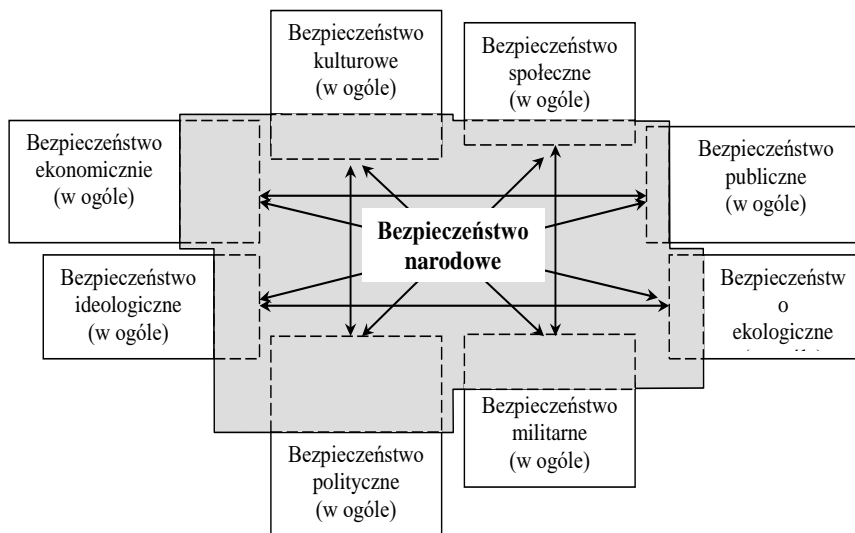 Bezpieczeństwo
kulturowe
(w ogóle)
Bezpieczeństwo
społeczne
(w ogóle)
Bezpieczeństwo
ekonomicznie
(w ogóle)
Bezpieczeństwo
publiczne
(w ogóle)
Bezpieczeństwo
narodowe
Bezpieczeństwo
ideologiczne
(w ogóle)
Bezpieczeństw
o
ekologiczne
Bezpieczeństwo
polityczne
(w ogóle)
Bezpieczeństwo
militarne
(w ogóle)